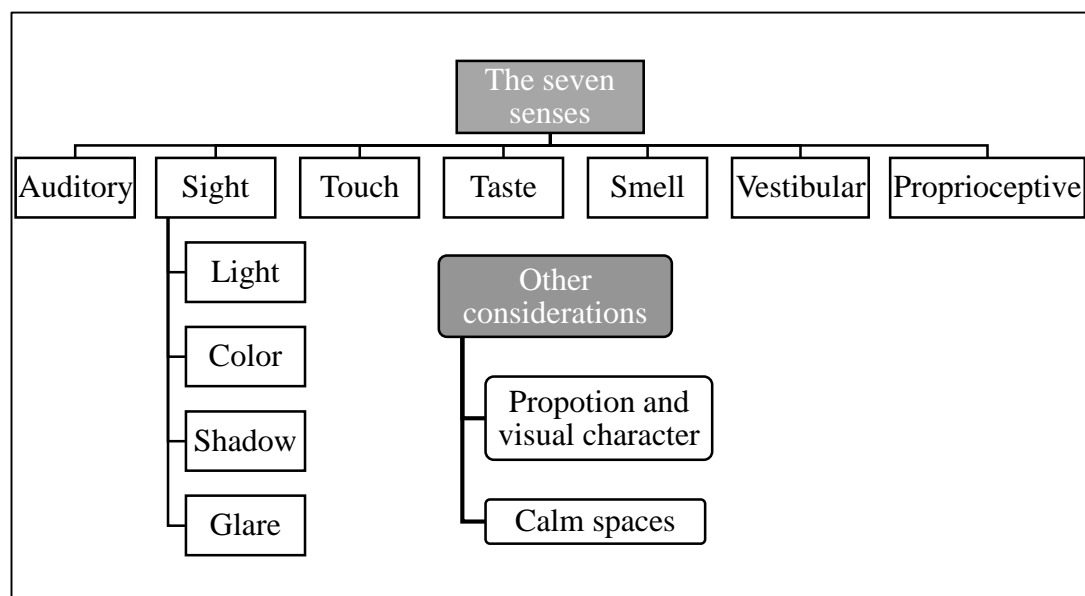 The seven
senses
Auditory
Sight
Touch
Taste
Smell
Vestibular
Proprioceptive
Light
Color
Shadow
Glare
Other
considerations
Propotion and
visual character
Calm spaces